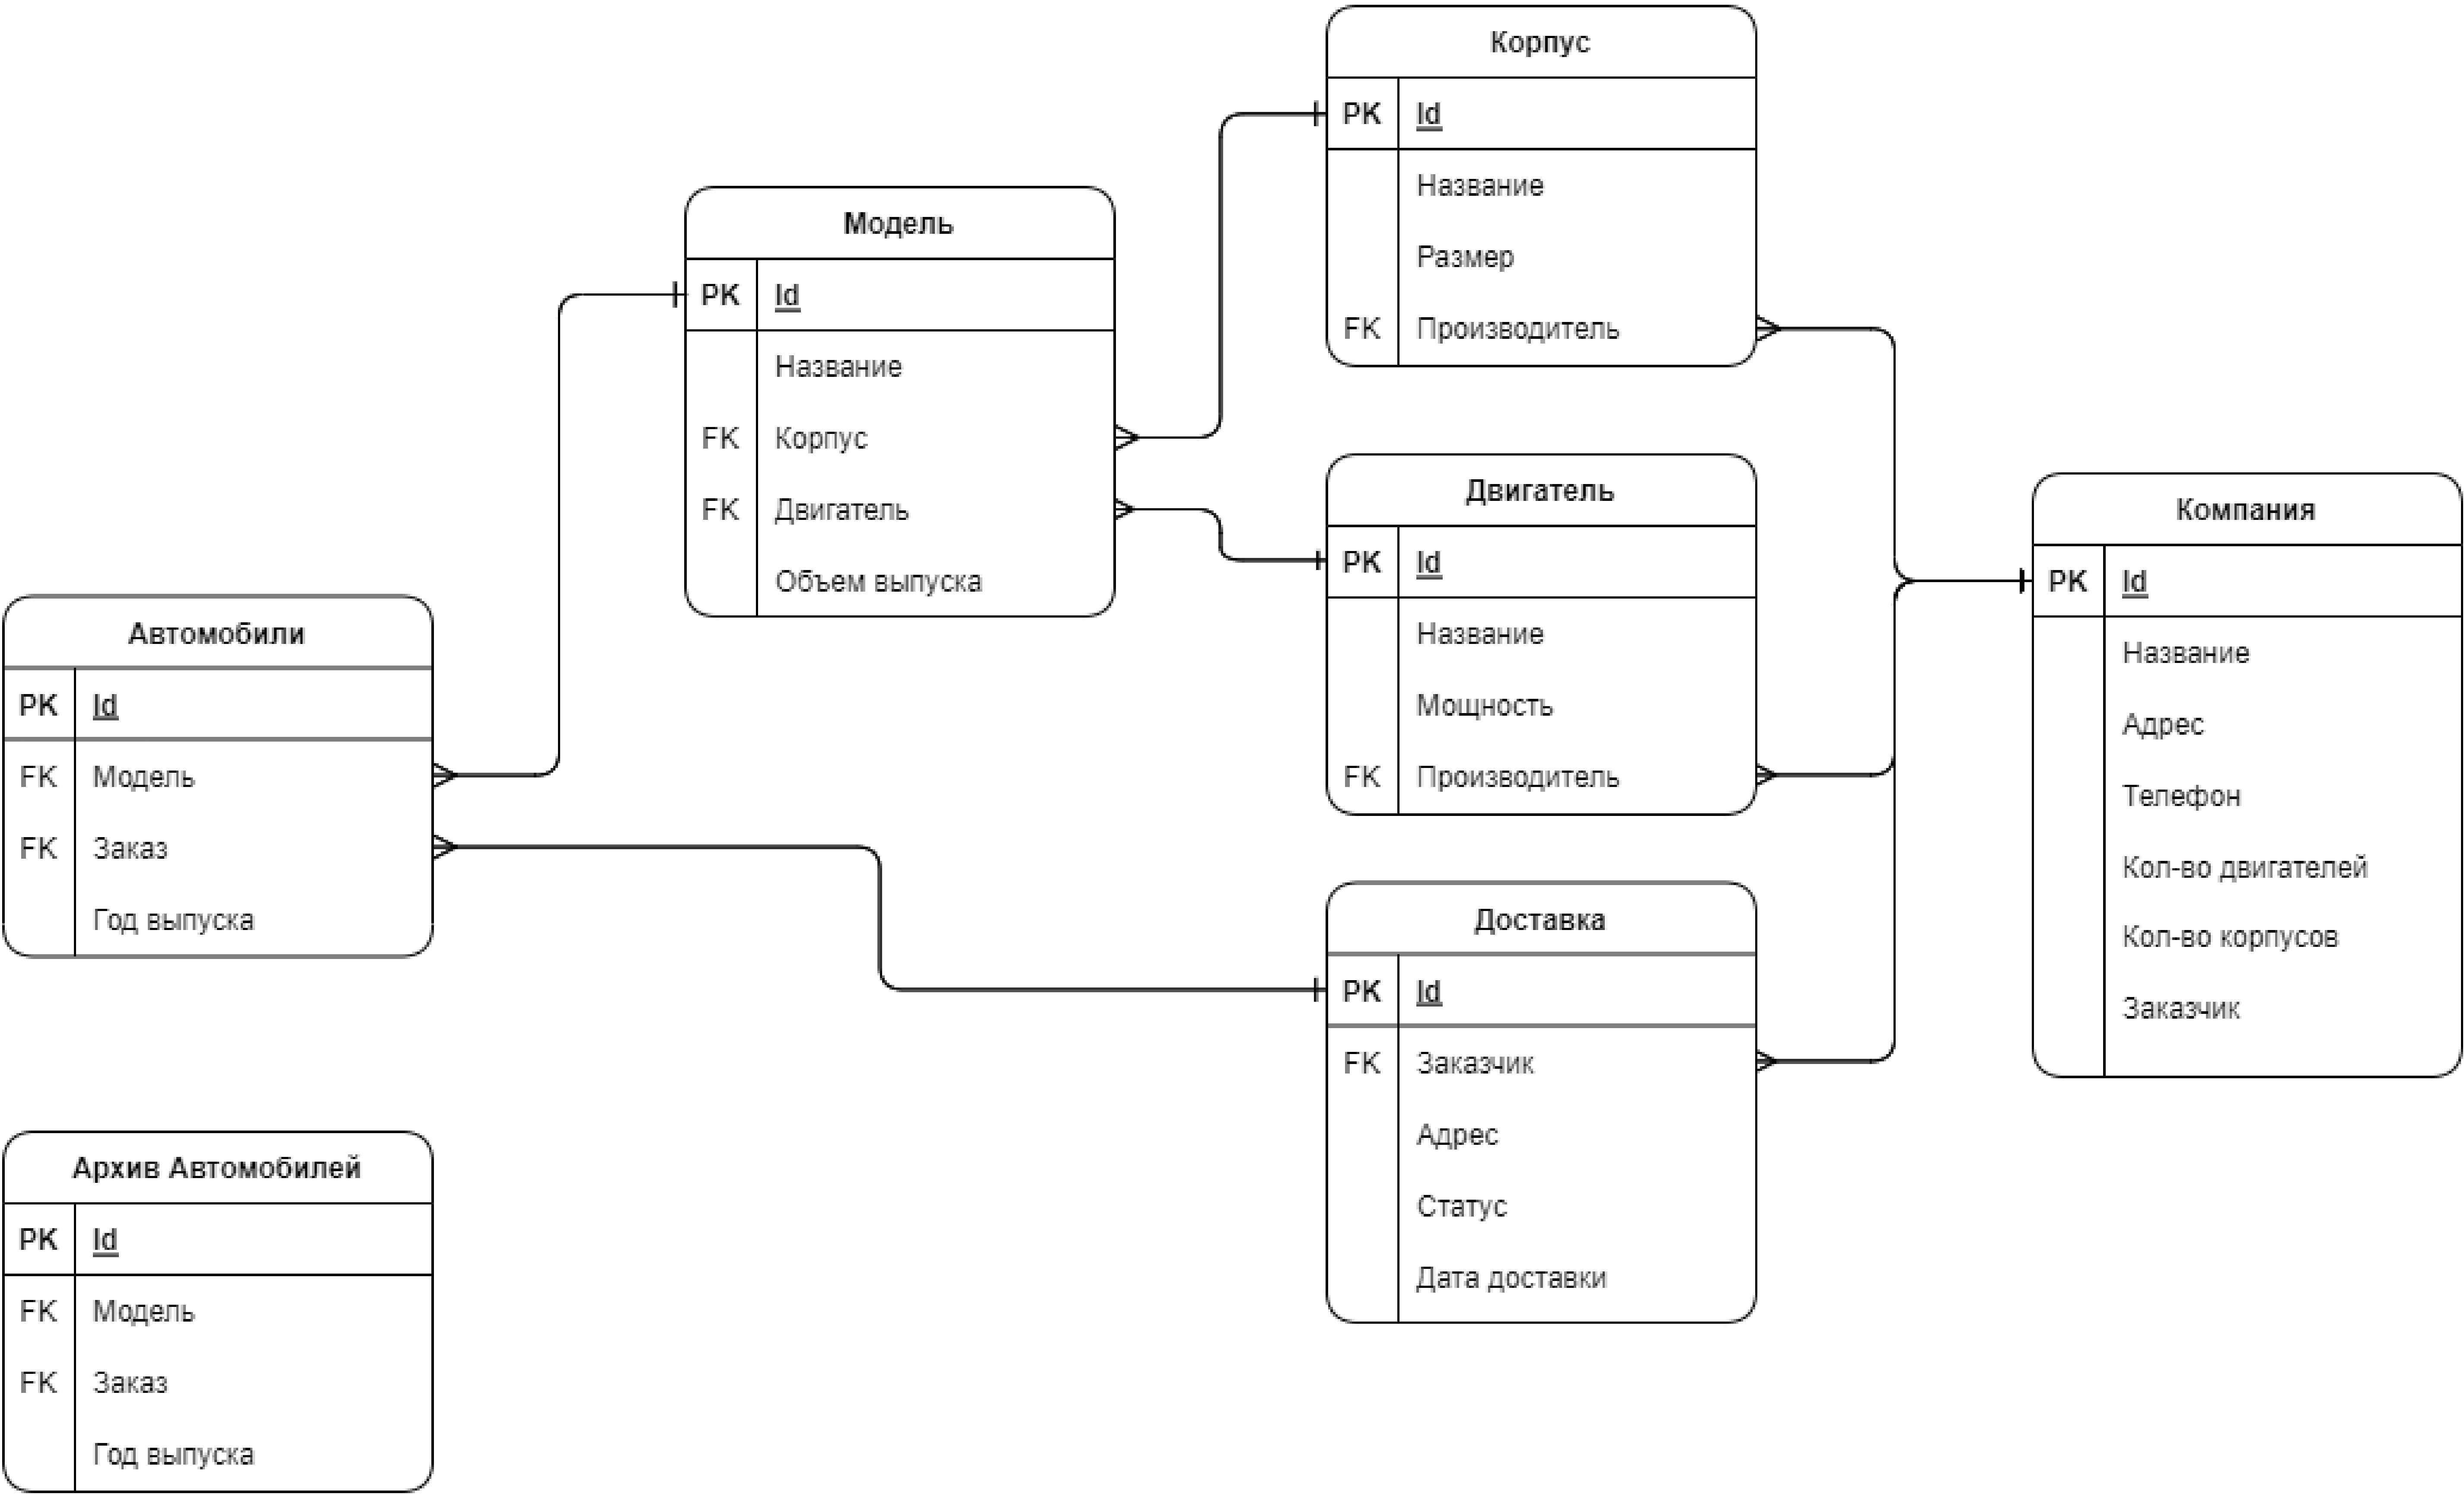 Корпус
PK Id
Название
Размер
FK Производитель
Модель
PK Id
Название
FK Корпус
FK Двигатель
Объем выпуска
Двигатель
PK Id
Название
Мощность
FK Производитель
Компания
PK Id
Название
Адрес
Телефон
Кол-во двигателей
Кол-во корпусов
Заказчик
Автомобили
PK Id
FK Модель
FK Заказ
Год выпуска
Доставка
PK Id
FK Заказчик
Адрес
Статус
Дата доставки
Архив Автомобилей
PK Id
FK Модель
FK Заказ
Год выпуска